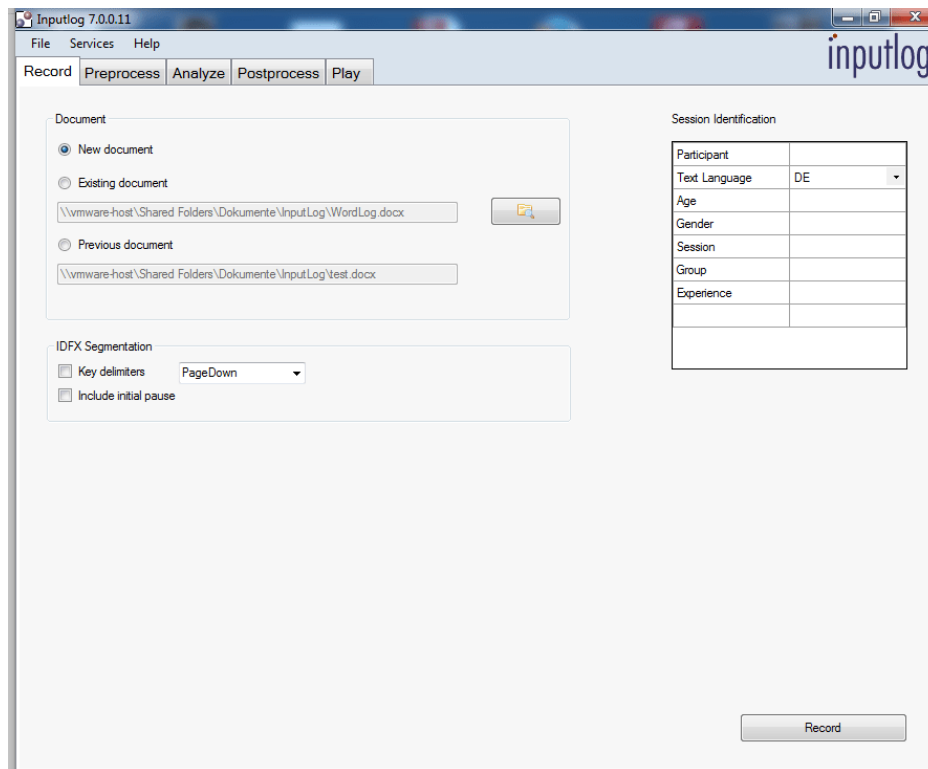 Inputlog 7.0.0.11
File Services Help
inputlog
Record Preprocess Analyze Postprocess Play
Document
New document
Existing document
\\vmware-host\Shared Folders\Dokumente\InputLog\WordLog.docx
Previous document
\\vmware-host\Shared Folders\Dokumente\InputLog\test.docx
IDFX Segmentation
Key delimiters PageDown
Include initial pause
Session Identification
Participant
Text Language DE
Age
Gender
Session
Group
Experience
Record